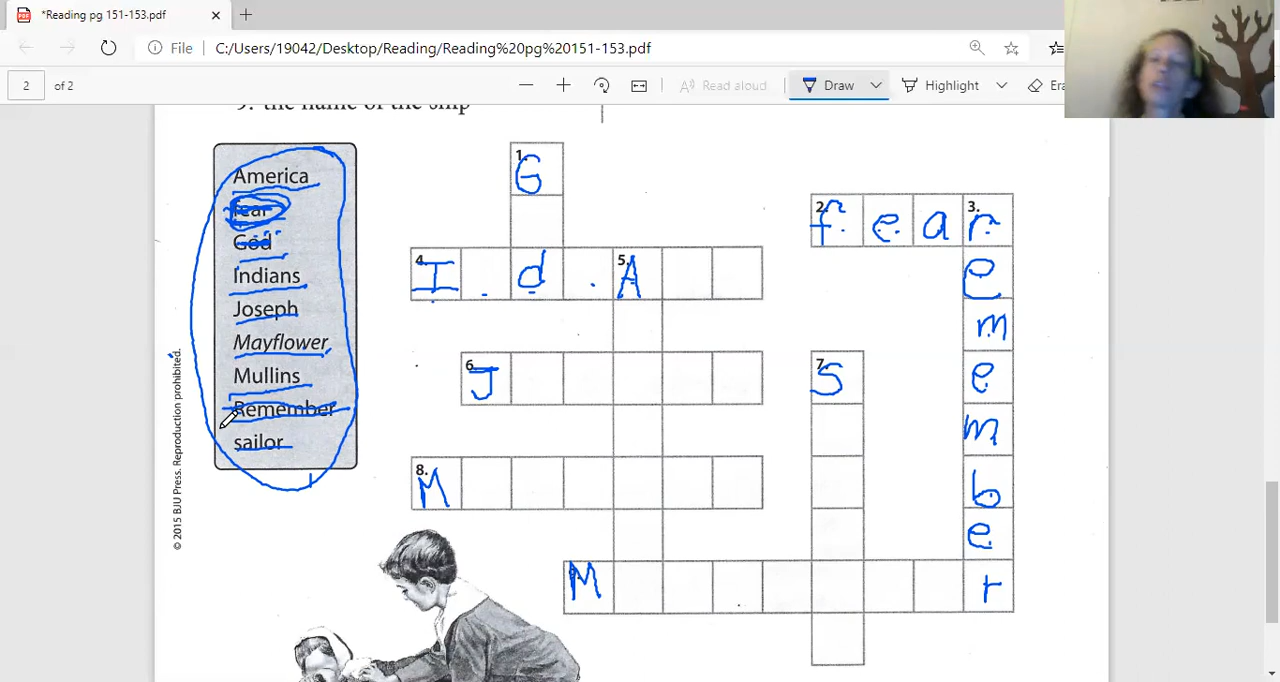 *Reading pg 151-153.pdf
File C:/Users/19042/Desktop/Reading/Reading%20pg%20151-153.pdf
2 of 2 Read aloud Draw Highlight Era
9. the name of the ship
America
fear
God
Indians
Joseph
Mayflower
Mullins
Remember
sailor
© 2015 BJU Press. Reproduction prohibited.
1. G
2. f e a 3. r
4. I d 5. A e
m
6. J 7. S e
m
8. M b
e
M r